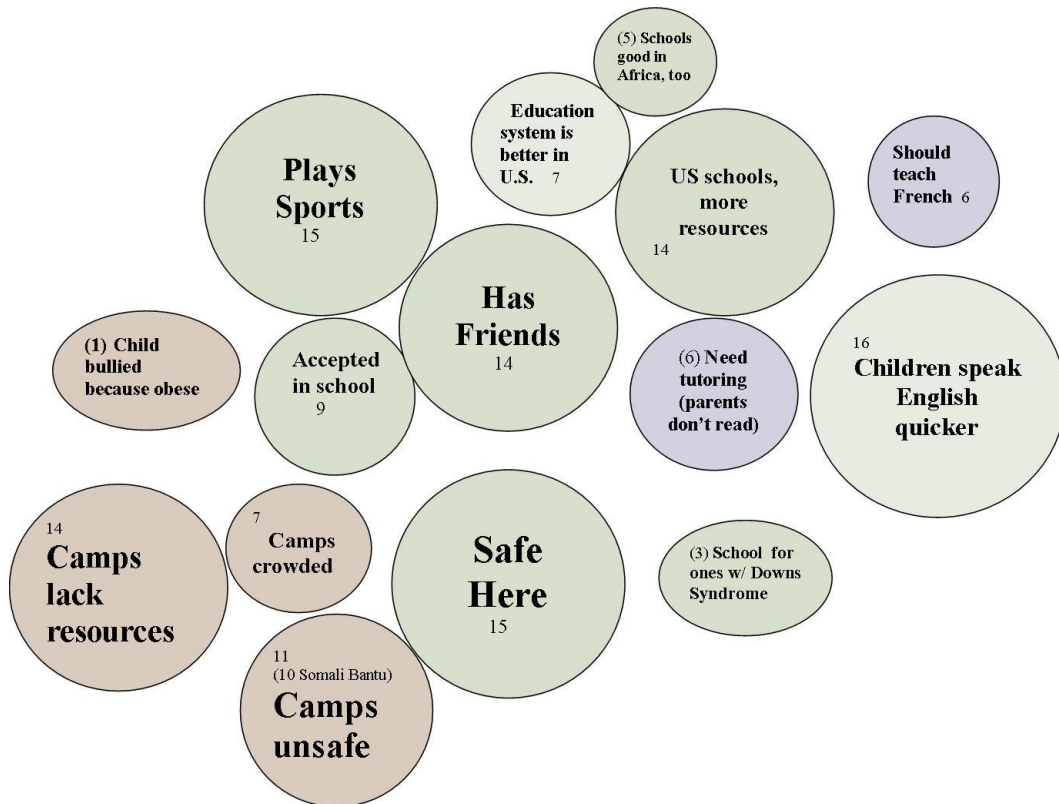 (5) Schools
good in
Africa, too
Education
system is
better in
U.S. 7
Plays
Sports
15
US schools,
more
resources
14
Should
teach
French 6
Has
Friends
14
(1) Child
bullied
because obese
Accepted
in school
9
(6) Need
tutoring
(parents
don't read)
16
Children speak
English
quicker
14
Camps
lack
resources
7
Camps
crowded
Safe
Here
15
(3) School for
ones w/ Downs
Syndrome
11
(10 Somali Bantu)
Camps
unsafe